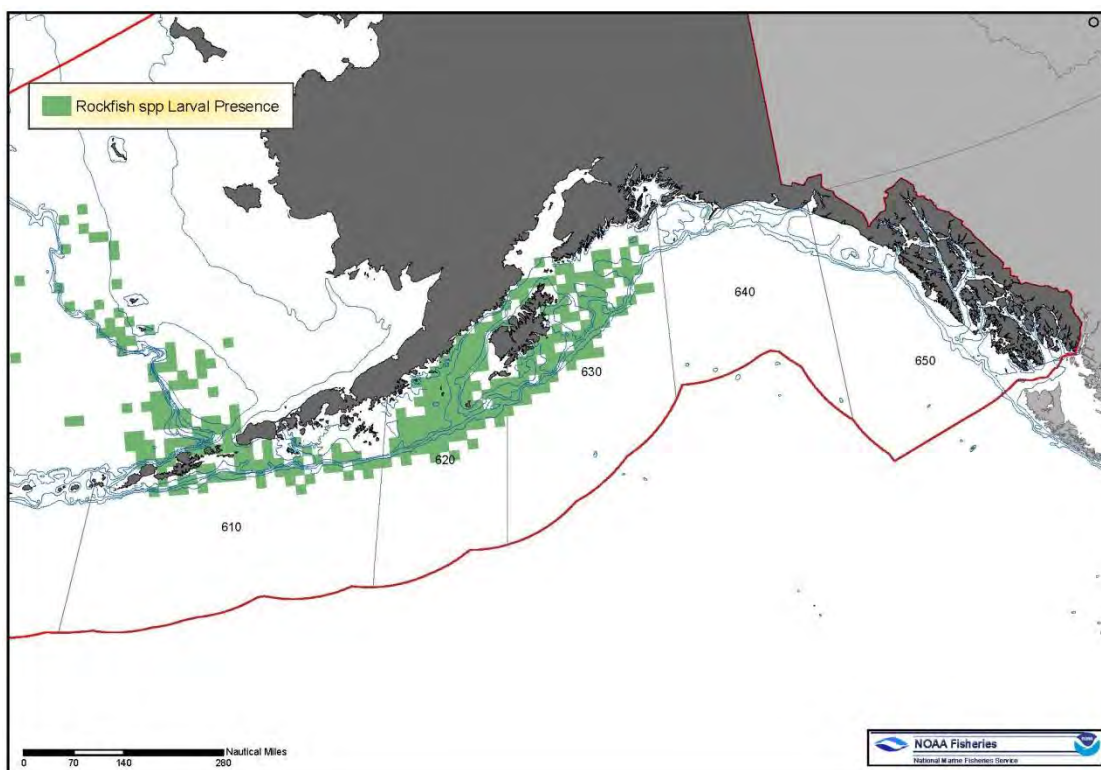 Rockfish spp Larval Presence
640
650
630
620
610
Nautical Miles
0 70 140 280
NOAA Fisheries
National Marine Fisheries Service